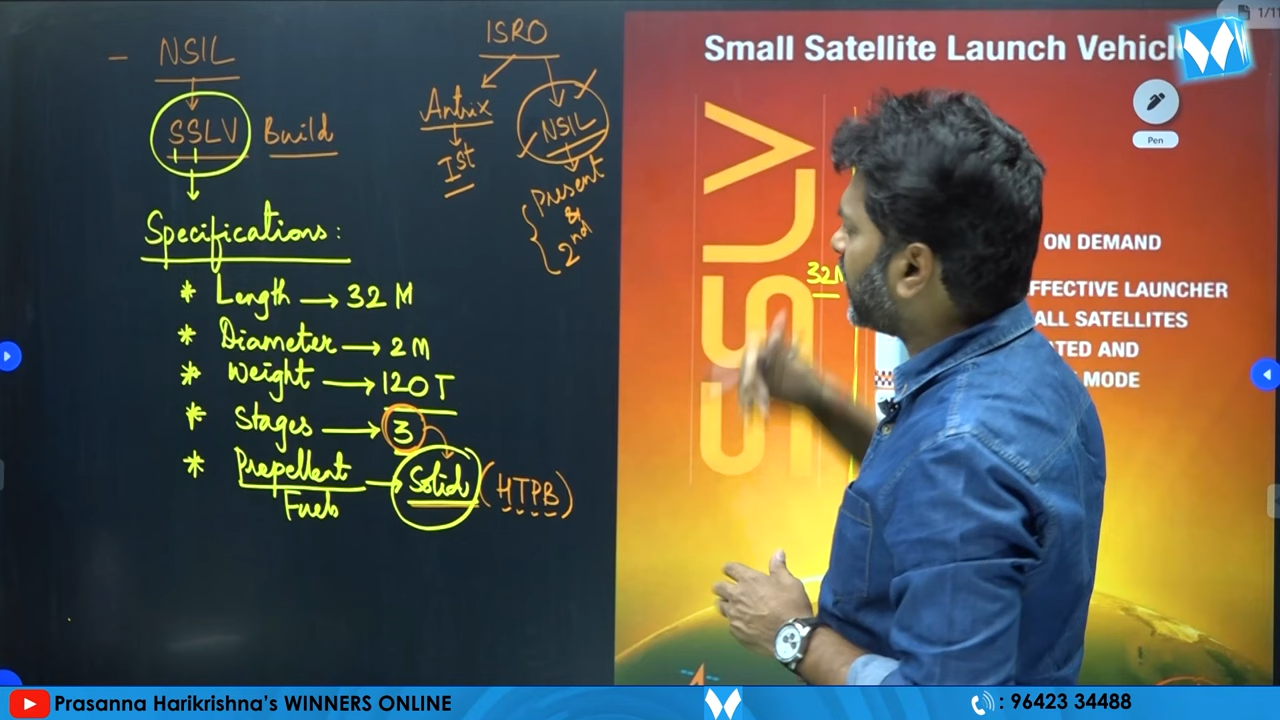 – NSIL
SSLV Build
Specifications:
* Length → 32 M
* Diameter → 2 M
* Weight → 120 T
* Stages → 3
* Prepellent → Solid (HTPB)
Fuels
ISRO
Antrix
NSIL
Ist
Present
&
2nd
1/11
Small Satellite Launch Vehicl
Pen
SSLV
32M
ON DEMAND
FFECTIVE LAUNCHER
ALL SATELLITES
TED AND
MODE
Prasanna Harikrishna's WINNERS ONLINE
: 96423 34488